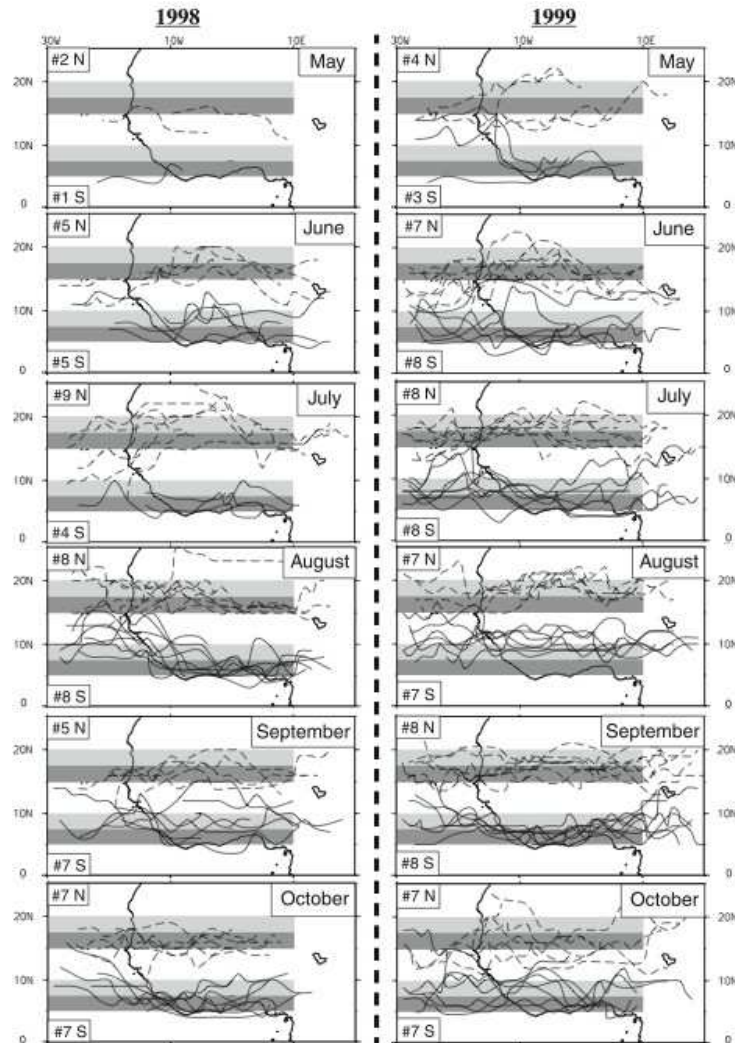 1998 1999
30W 10W 10E 30W 10W 10E
#2 N May #4 N May
20N 20N
10N 10N
#1 S #3 S
0 0
#5 N June #7 N June
20N 20N
10N 10N
#5 S #8 S
0 0
#9 N July #8 N July
20N 20N
10N 10N
#4 S #8 S
0 0
#8 N August #7 N August
20N 20N
10N 10N
#8 S #7 S
0 0
#5 N September #8 N September
20N 20N
10N 10N
#7 S #8 S
0 0
#7 N October #7 N October
20N 20N
10N 10N
#7 S #7 S
0 0